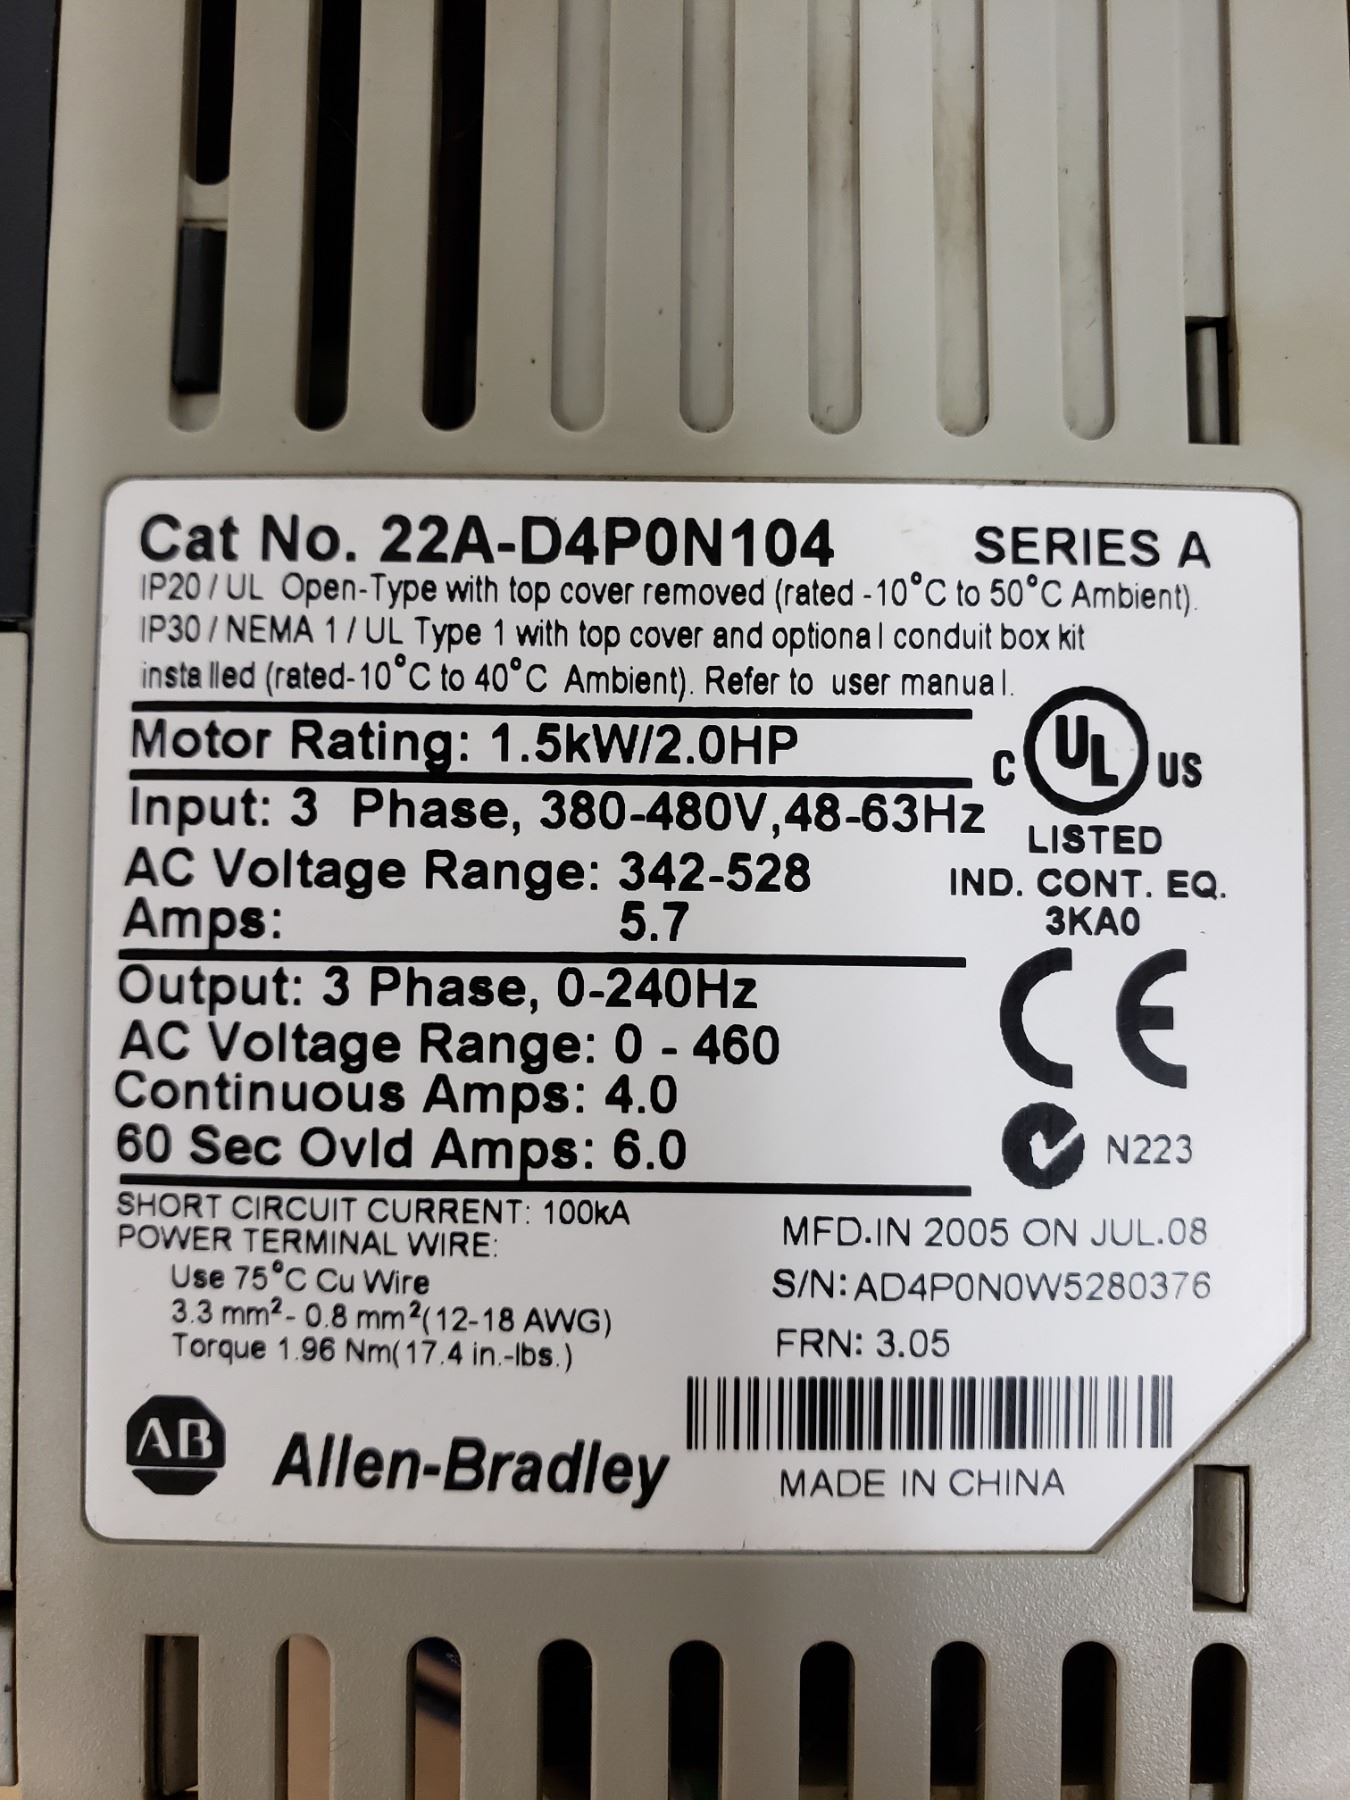 Cat No. 22A-D4P0N104 SERIES A
IP20 / UL Open-Type with top cover removed (rated -10°C to 50°C Ambient).
IP30 / NEMA 1 / UL Type 1 with top cover and optional conduit box kit
installed (rated-10°C to 40°C Ambient). Refer to user manual.
Motor Rating: 1.5kW/2.0HP
C UL US
Input: 3 Phase, 380-480V,48-63Hz
LISTED
AC Voltage Range: 342-528
IND. CONT. EQ.
Amps: 5.7
3KA0
Output: 3 Phase, 0-240Hz
CE
AC Voltage Range: 0 - 460
Continuous Amps: 4.0
60 Sec Ovld Amps: 6.0
N223
SHORT CIRCUIT CURRENT: 100kA
POWER TERMINAL WIRE:
Use 75°C Cu Wire
3.3 mm²- 0.8 mm²(12-18 AWG)
Torque 1.96 Nm(17.4 in.-lbs.)
MFD.IN 2005 ON JUL.08
S/N: AD4P0N0W5280376
FRN: 3.05
AB Allen-Bradley
MADE IN CHINA